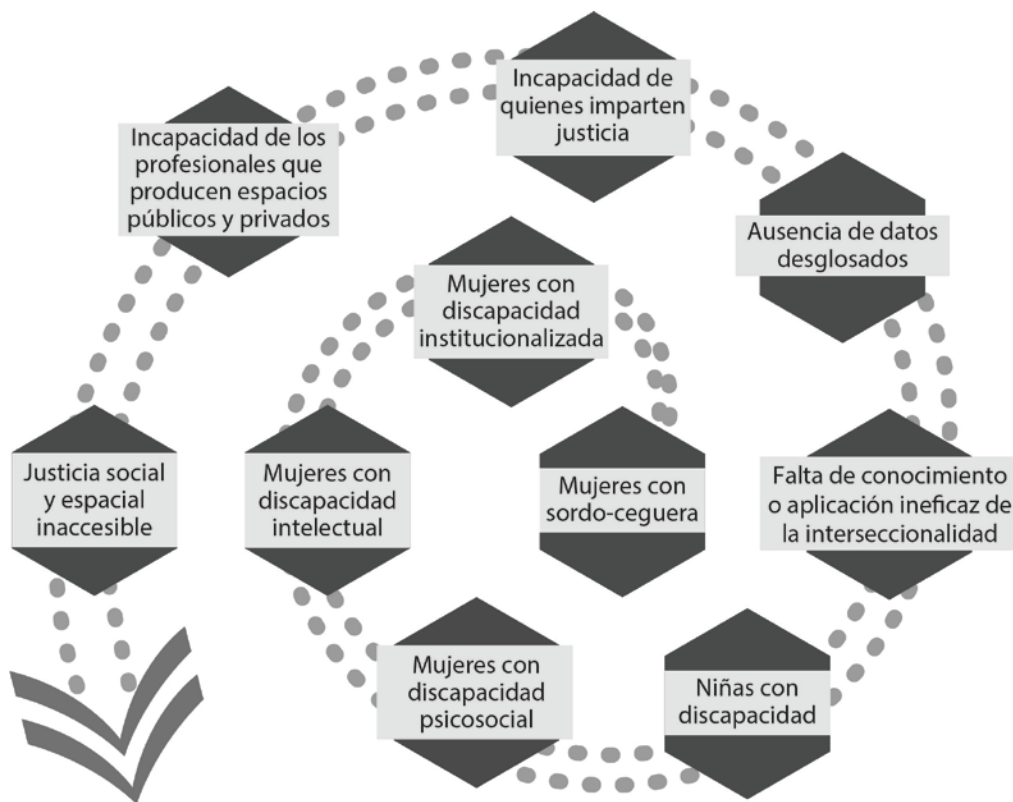 Incapacidad de
quienes imparten
justicia
Incapacidad de los
profesionales que
producen espacios
públicos y privados
Ausencia de datos
desglosados
Mujeres con
discapacidad
institucionalizada
Justicia social
y espacial
inaccesible
Mujeres con
discapacidad
intelectual
Mujeres con
sordo-ceguera
Falta de conocimiento
o aplicación ineficaz de
la interseccionalidad
Mujeres con
discapacidad
psicosocial
Niñas con
discapacidad